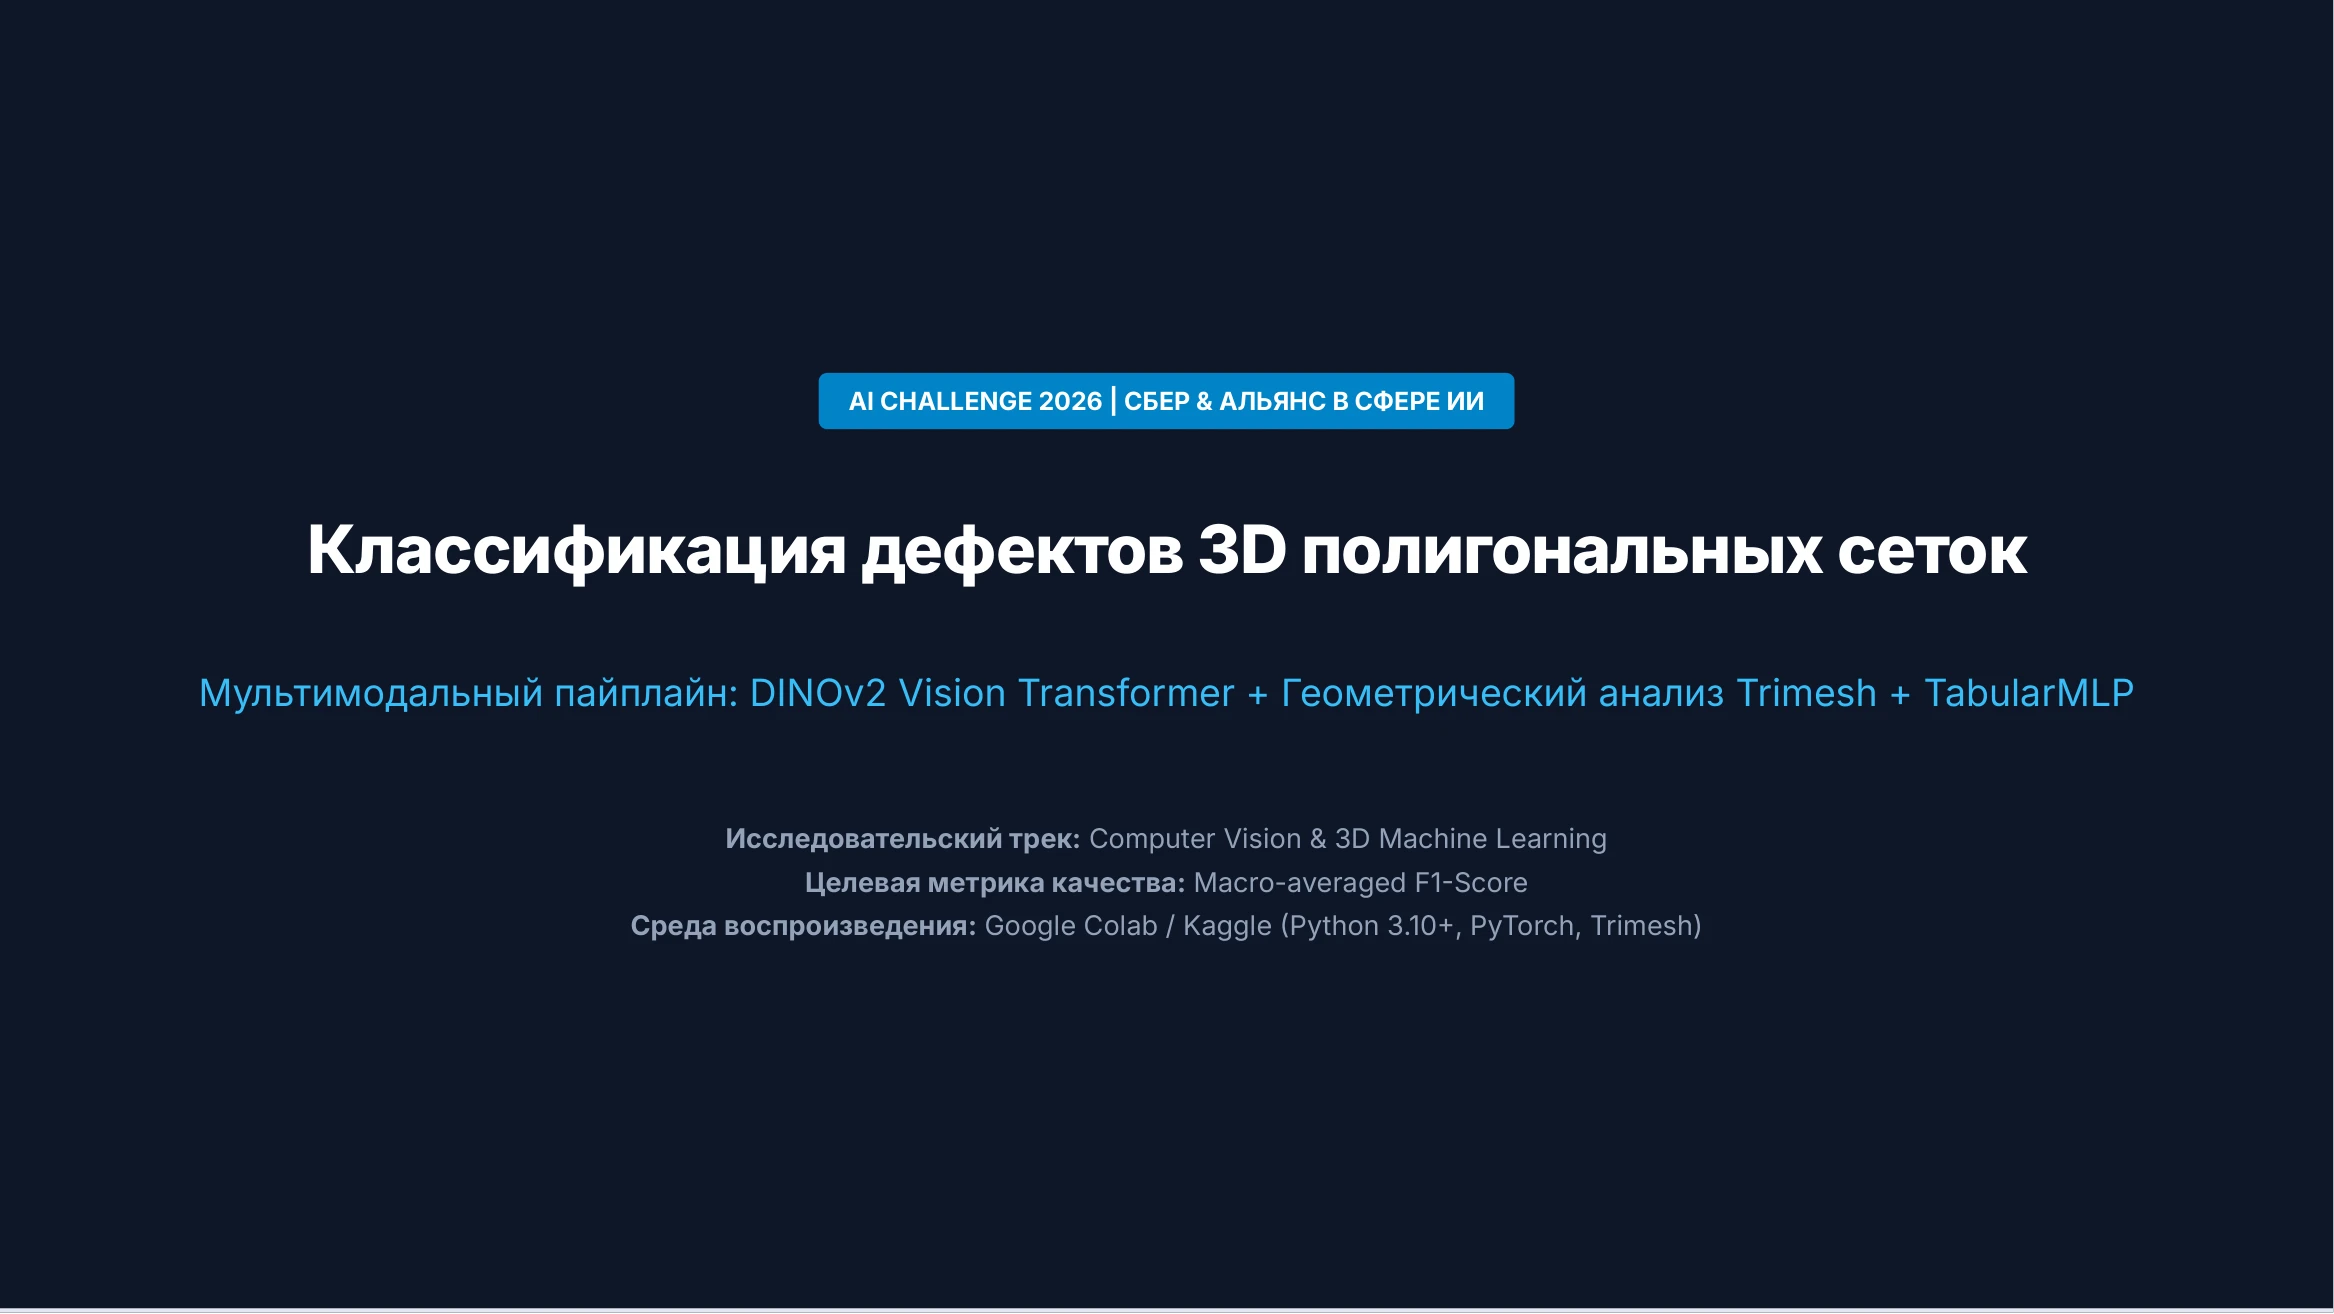 AI CHALLENGE 2026 | СБЕР & АЛЬЯНС В СФЕРЕ ИИ
Классификация дефектов 3D полигональных сеток
Мультимодальный пайплайн: DINOv2 Vision Transformer + Геометрический анализ Trimesh + TabularMLP
Исследовательский трек: Computer Vision & 3D Machine Learning
Целевая метрика качества: Macro-averaged F1-Score
Среда воспроизведения: Google Colab / Kaggle (Python 3.10+, PyTorch, Trimesh)